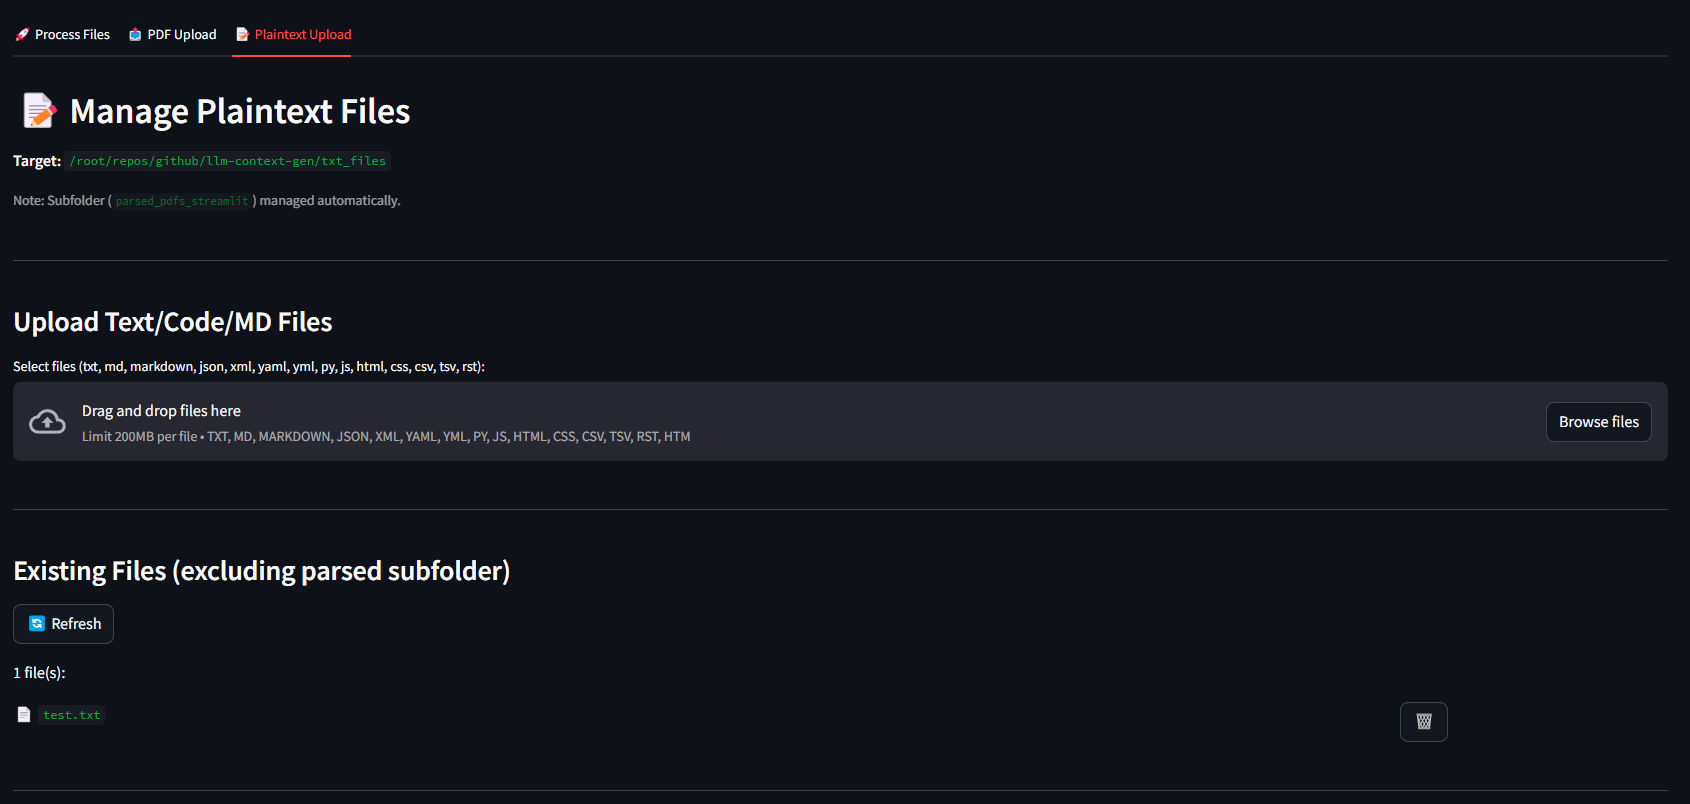 Process Files PDF Upload Plaintext Upload
Manage Plaintext Files
Target: /root/repos/github/llm-context-gen/txt_files
Note: Subfolder ( parsed_pdfs_streamlit ) managed automatically.
Upload Text/Code/MD Files
Select files (txt, md, markdown, json, xml, yaml, yml, py, js, html, css, csv, tsv, rst):
Drag and drop files here
Limit 200MB per file • TXT, MD, MARKDOWN, JSON, XML, YAML, YML, PY, JS, HTML, CSS, CSV, TSV, RST, HTM
Browse files
Existing Files (excluding parsed subfolder)
Refresh
1 file(s):
test.txt